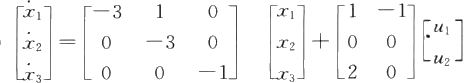 [ẋ₁ ẋ₂ ẋ₃] = [-3 1 0; 0 -3 0; 0 0 -1] [x₁ x₂ x₃] + [1 -1; 0 0; 2 0] [u₁ u₂]